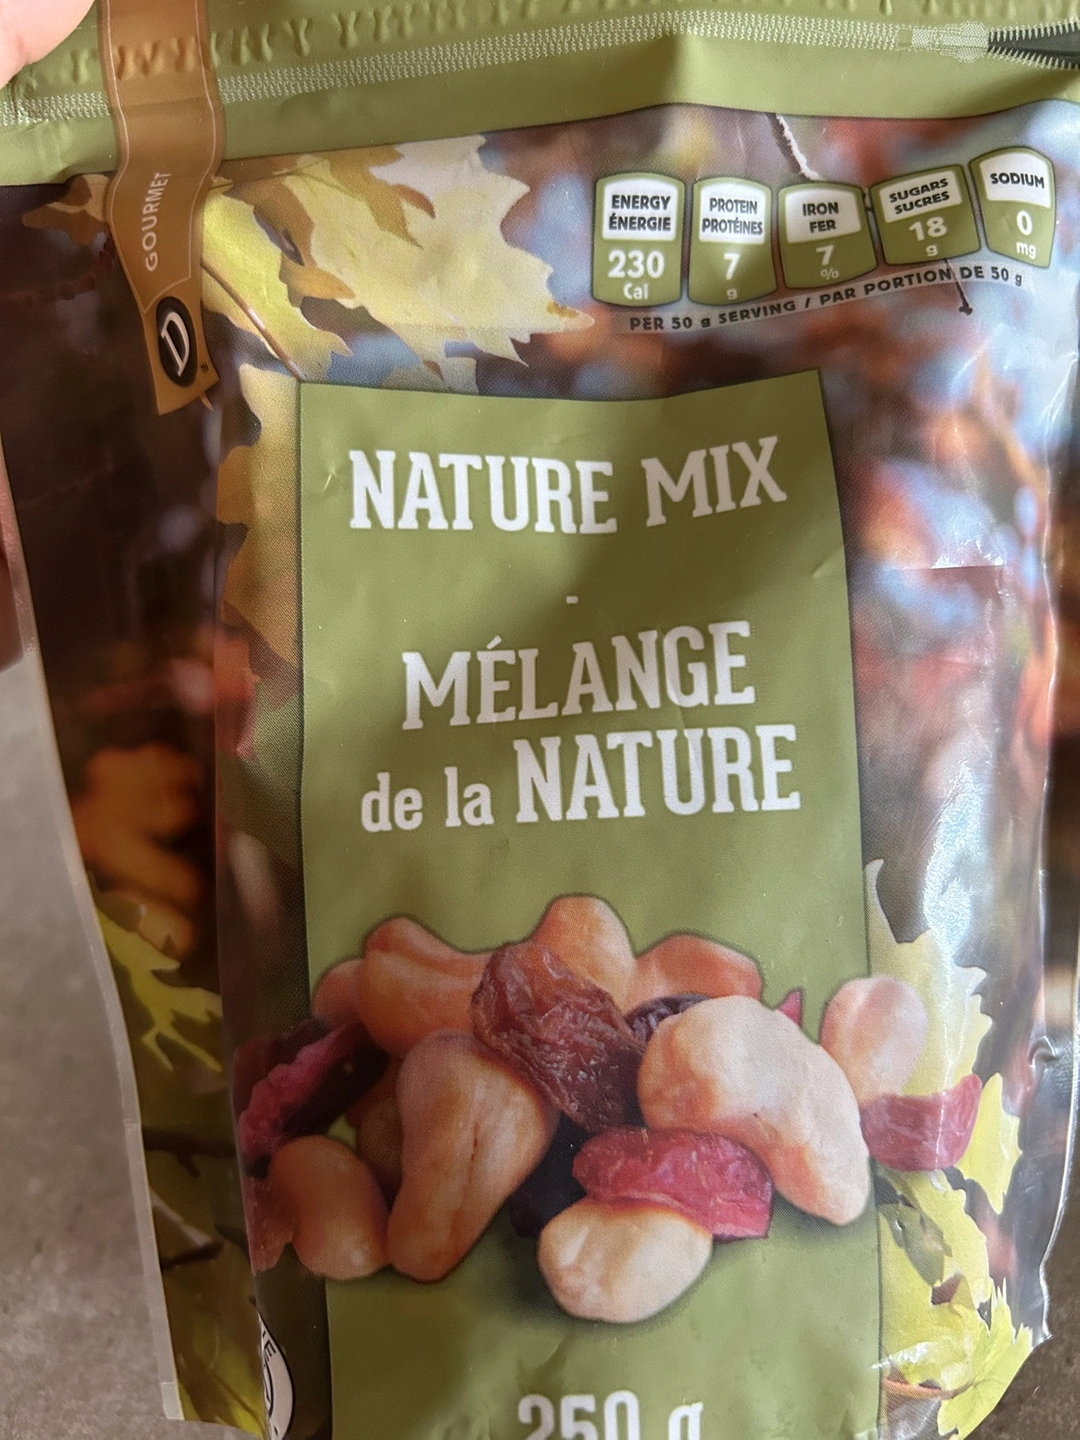 GOURMET
D
ENERGY
ÉNERGIE
230
Cal
PROTEIN
PROTÉINES
7
g
IRON
FER
7
%
SUGARS
SUCRES
18
g
SODIUM
0
mg
PER 50 g SERVING / PAR PORTION DE 50 g
NATURE MIX
-
MÉLANGE
de la NATURE
250 g